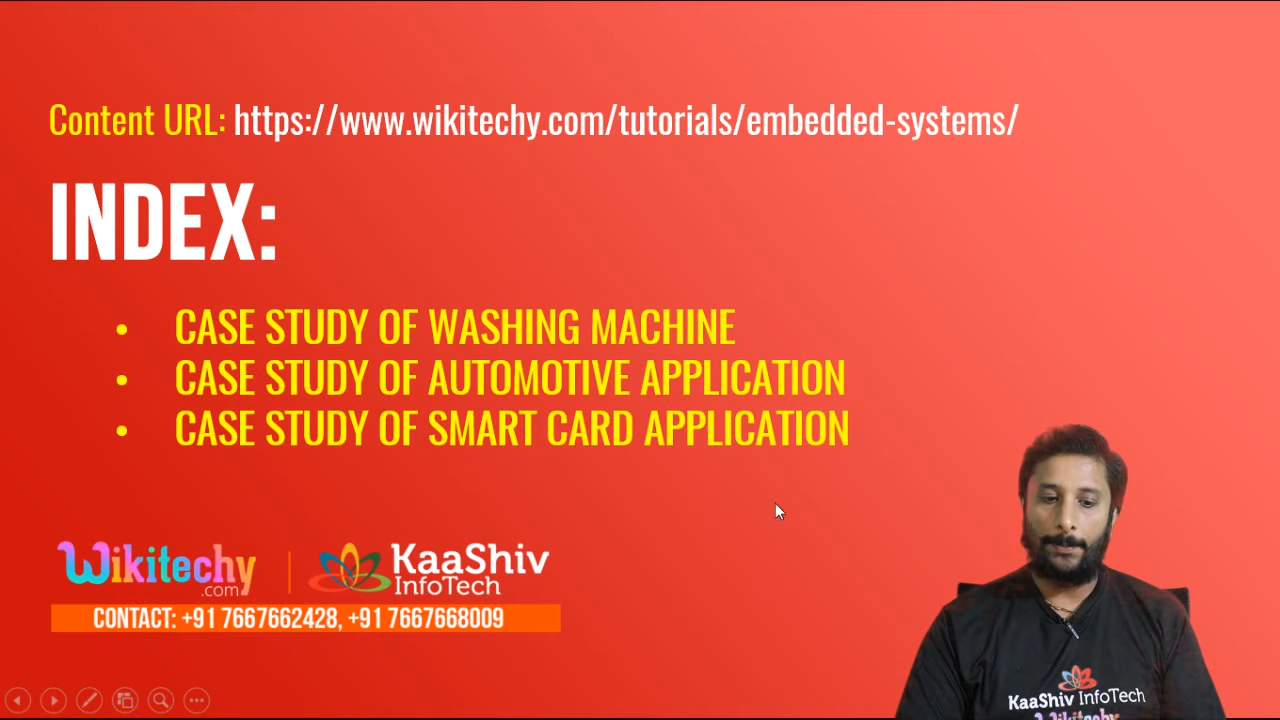 Content URL: https://www.wikitechy.com/tutorials/embedded-systems/
INDEX:
• CASE STUDY OF WASHING MACHINE
• CASE STUDY OF AUTOMOTIVE APPLICATION
• CASE STUDY OF SMART CARD APPLICATION
Wikitechy
.com
KaaShiv
InfoTech
CONTACT: +91 7667662428, +91 7667668009
KaaShiv InfoTech
Wikitechy